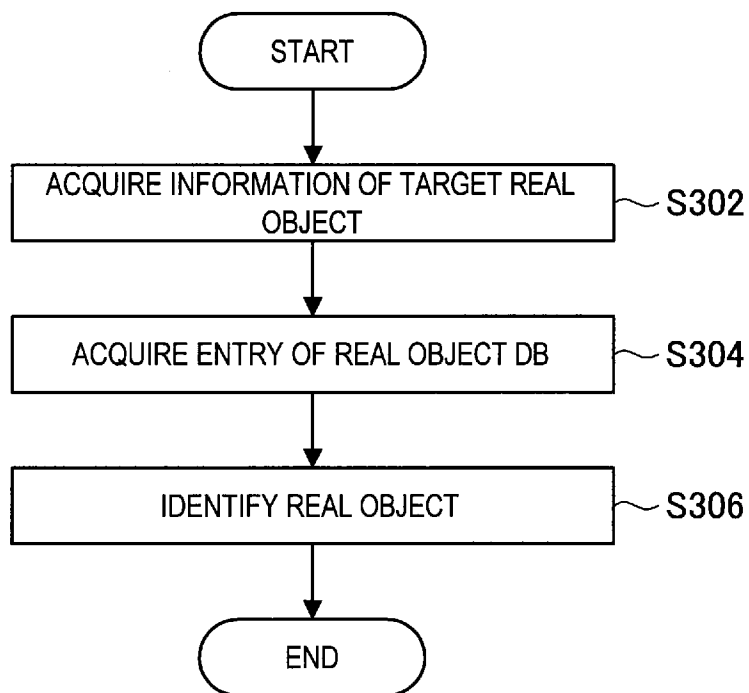 START
ACQUIRE INFORMATION OF TARGET REAL
OBJECT
S302
ACQUIRE ENTRY OF REAL OBJECT DB
S304
IDENTIFY REAL OBJECT
S306
END